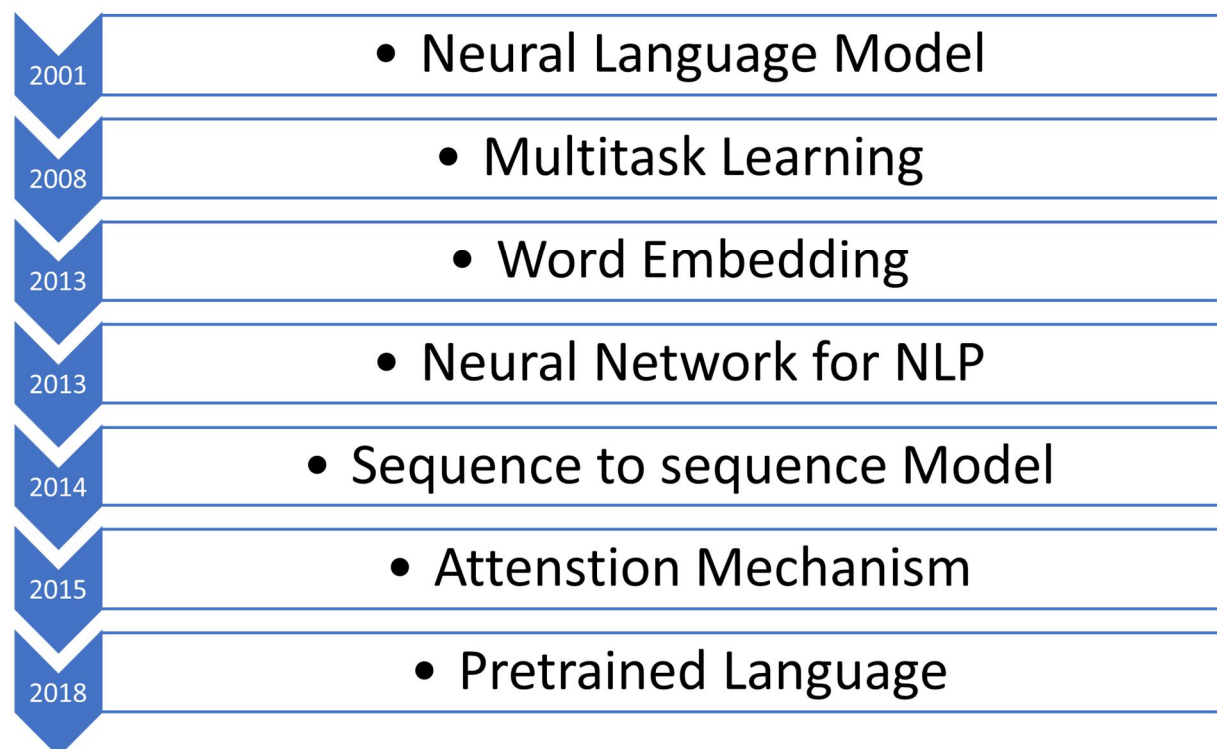 2001
• Neural Language Model
2008
• Multitask Learning
2013
• Word Embedding
2013
• Neural Network for NLP
2014
• Sequence to sequence Model
2015
• Attenstion Mechanism
2018
• Pretrained Language